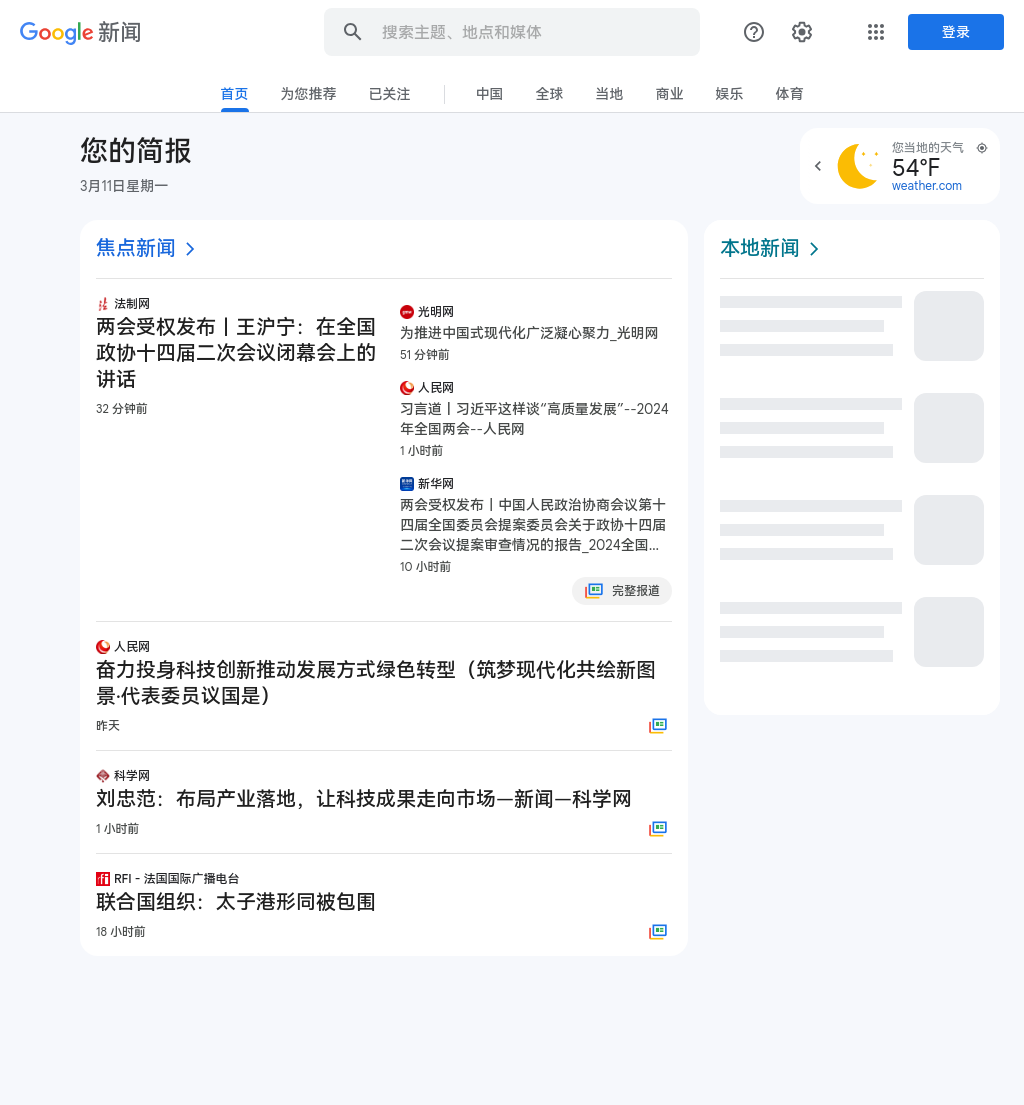 Google 新闻
搜索主题、地点和媒体
登录
首页
为您推荐
已关注
中国
全球
当地
商业
娱乐
体育
您的简报
3月11日星期一
您当地的天气
54°F
weather.com
焦点新闻
法制网
两会受权发布丨王沪宁：在全国
政协十四届二次会议闭幕会上的
讲话
32 分钟前
光明网
为推进中国式现代化广泛凝心聚力_光明网
51 分钟前
人民网
习言道丨习近平这样谈“高质量发展”--2024
年全国两会--人民网
1 小时前
新华网
两会受权发布丨中国人民政治协商会议第十
四届全国委员会提案委员会关于政协十四届
二次会议提案审查情况的报告_2024全国...
10 小时前
完整报道
人民网
奋力投身科技创新推动发展方式绿色转型（筑梦现代化共绘新图
景·代表委员议国是）
昨天
科学网
刘忠范：布局产业落地，让科技成果走向市场—新闻—科学网
1 小时前
RFI - 法国国际广播电台
联合国组织：太子港形同被包围
18 小时前
本地新闻